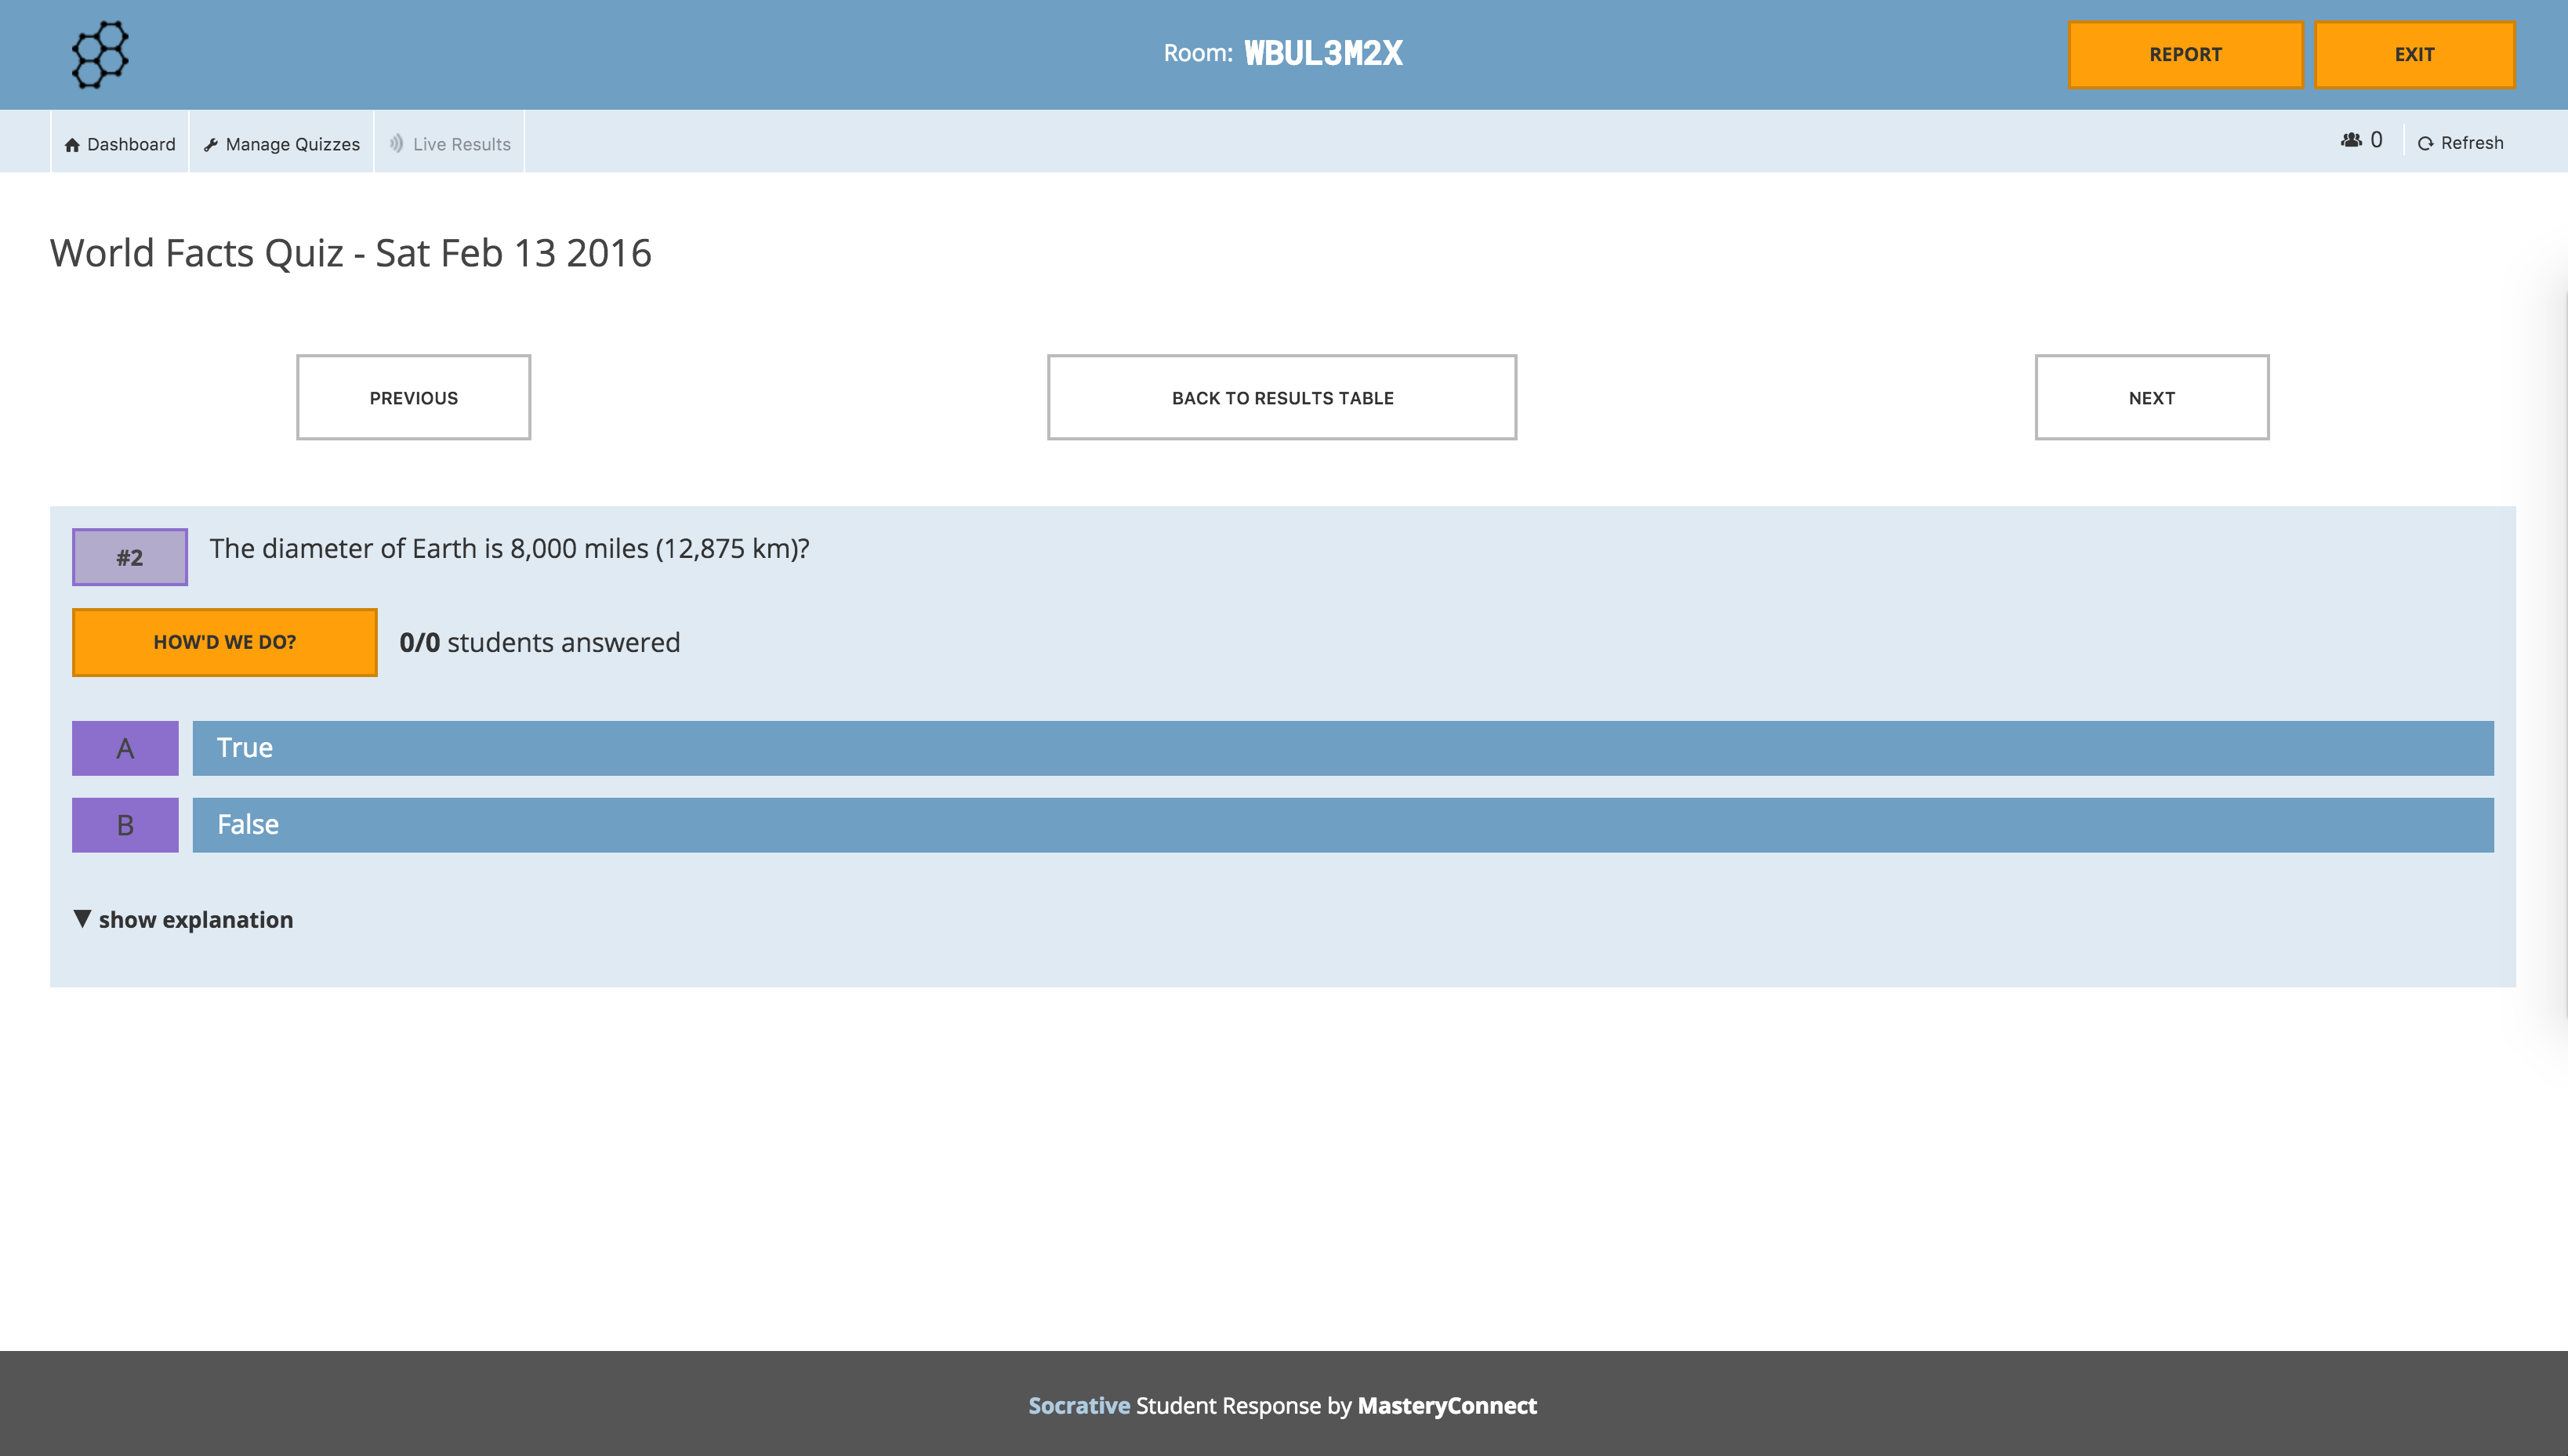 Room: WBUL3M2X
REPORT
EXIT
Dashboard
Manage Quizzes
Live Results
0
Refresh
World Facts Quiz - Sat Feb 13 2016
PREVIOUS
BACK TO RESULTS TABLE
NEXT
#2
The diameter of Earth is 8,000 miles (12,875 km)?
HOW'D WE DO?
0/0 students answered
A
True
B
False
▼ show explanation
Socrative Student Response by MasteryConnect